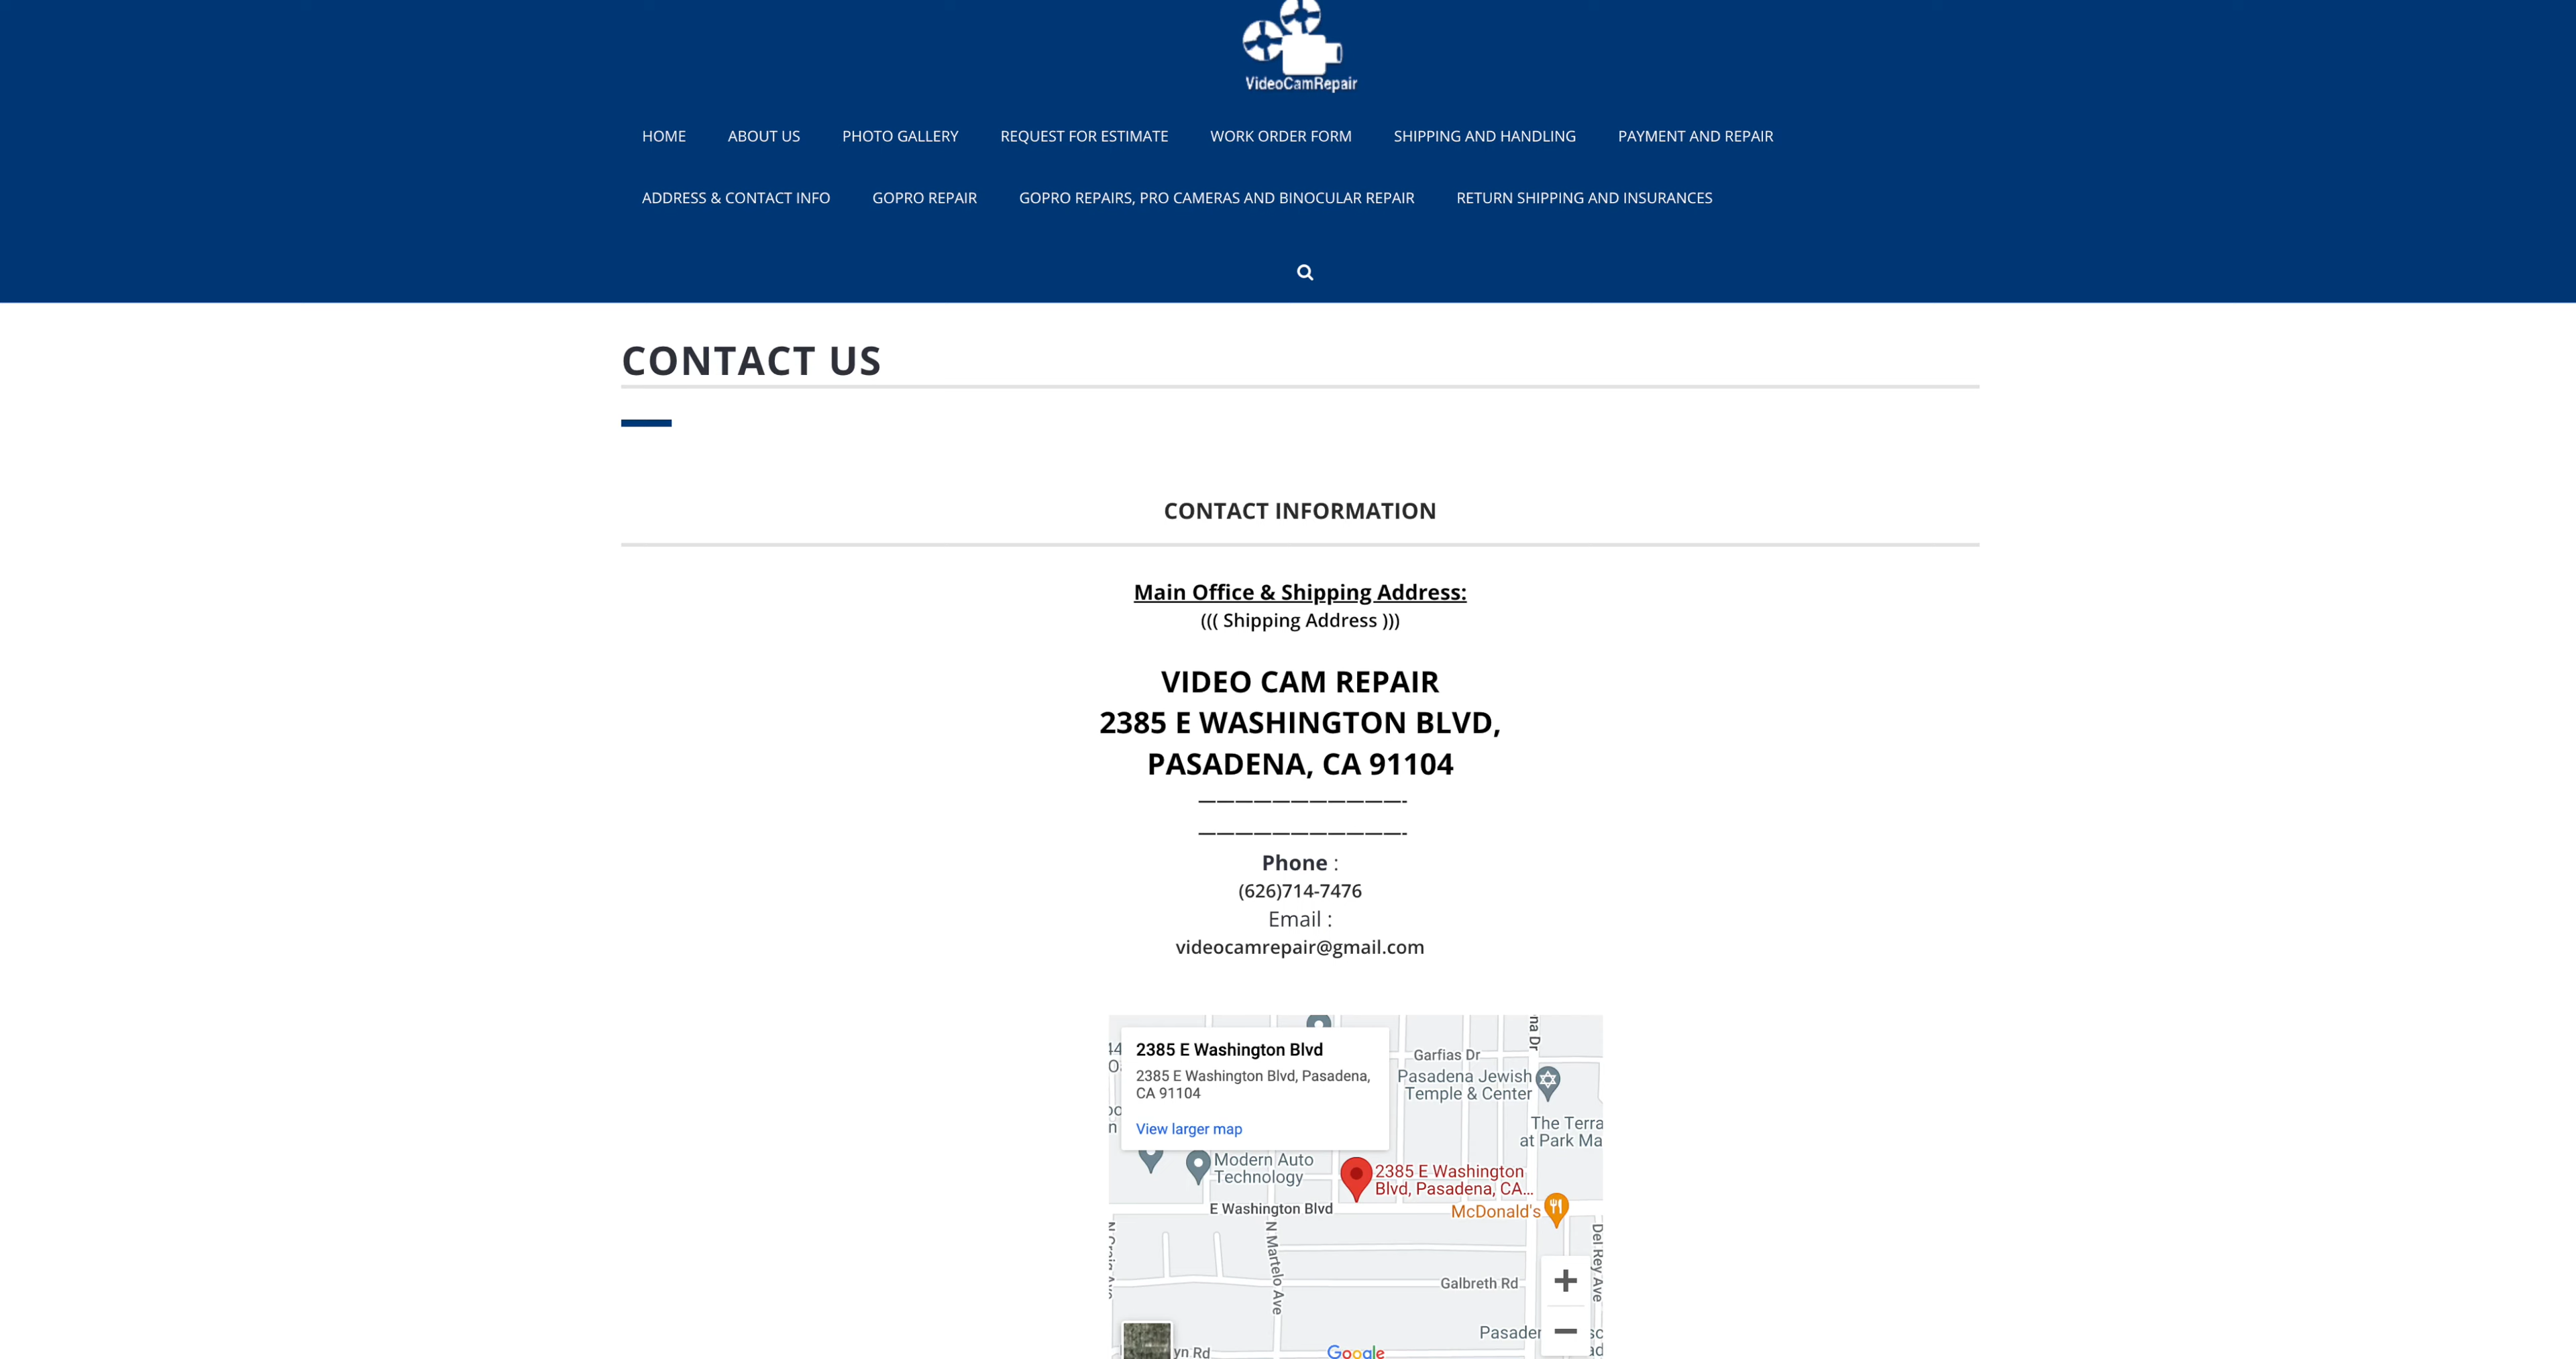 VideoCamRepair
HOME ABOUT US PHOTO GALLERY REQUEST FOR ESTIMATE WORK ORDER FORM SHIPPING AND HANDLING PAYMENT AND REPAIR
ADDRESS & CONTACT INFO GOPRO REPAIR GOPRO REPAIRS, PRO CAMERAS AND BINOCULAR REPAIR RETURN SHIPPING AND INSURANCES
CONTACT US
CONTACT INFORMATION
Main Office & Shipping Address:
((( Shipping Address )))
VIDEO CAM REPAIR
2385 E WASHINGTON BLVD,
PASADENA, CA 91104
———————————-
———————————-
Phone :
(626)714-7476
Email :
videocamrepair@gmail.com
2385 E Washington Blvd
2385 E Washington Blvd, Pasadena,
CA 91104
View larger map
Garfias Dr
Pasadena Jewish
Temple & Center
The Terra
at Park Ma
Modern Auto
Technology
2385 E Washington
Blvd, Pasadena, CA...
E Washington Blvd
McDonald's
N Martelo Ave
Del Rey Ave
Galbreth Rd
Google